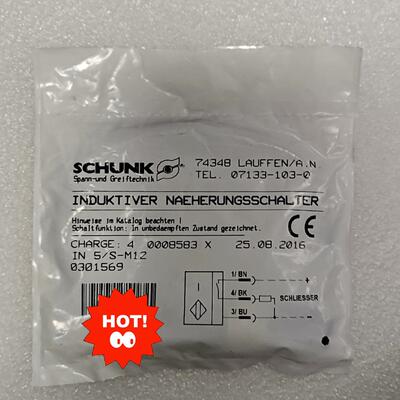 SCHUNK
Spann-und Greiftechnik
74348 LAUFFEN/A.N
TEL. 07133-103-0
INDUKTIVER NAEHERUNGSSCHALTER
Hinweise im Katalog beachten !
Schaltfunktion: In unbedaempften Zustand gezeichnet.
CE
CHARGE: 4 0008583 X 25.08.2016
IN 5/S-M12
0301569
1/ BN +
4/ BK
SCHLIESSER
3/ BU -
HOT!